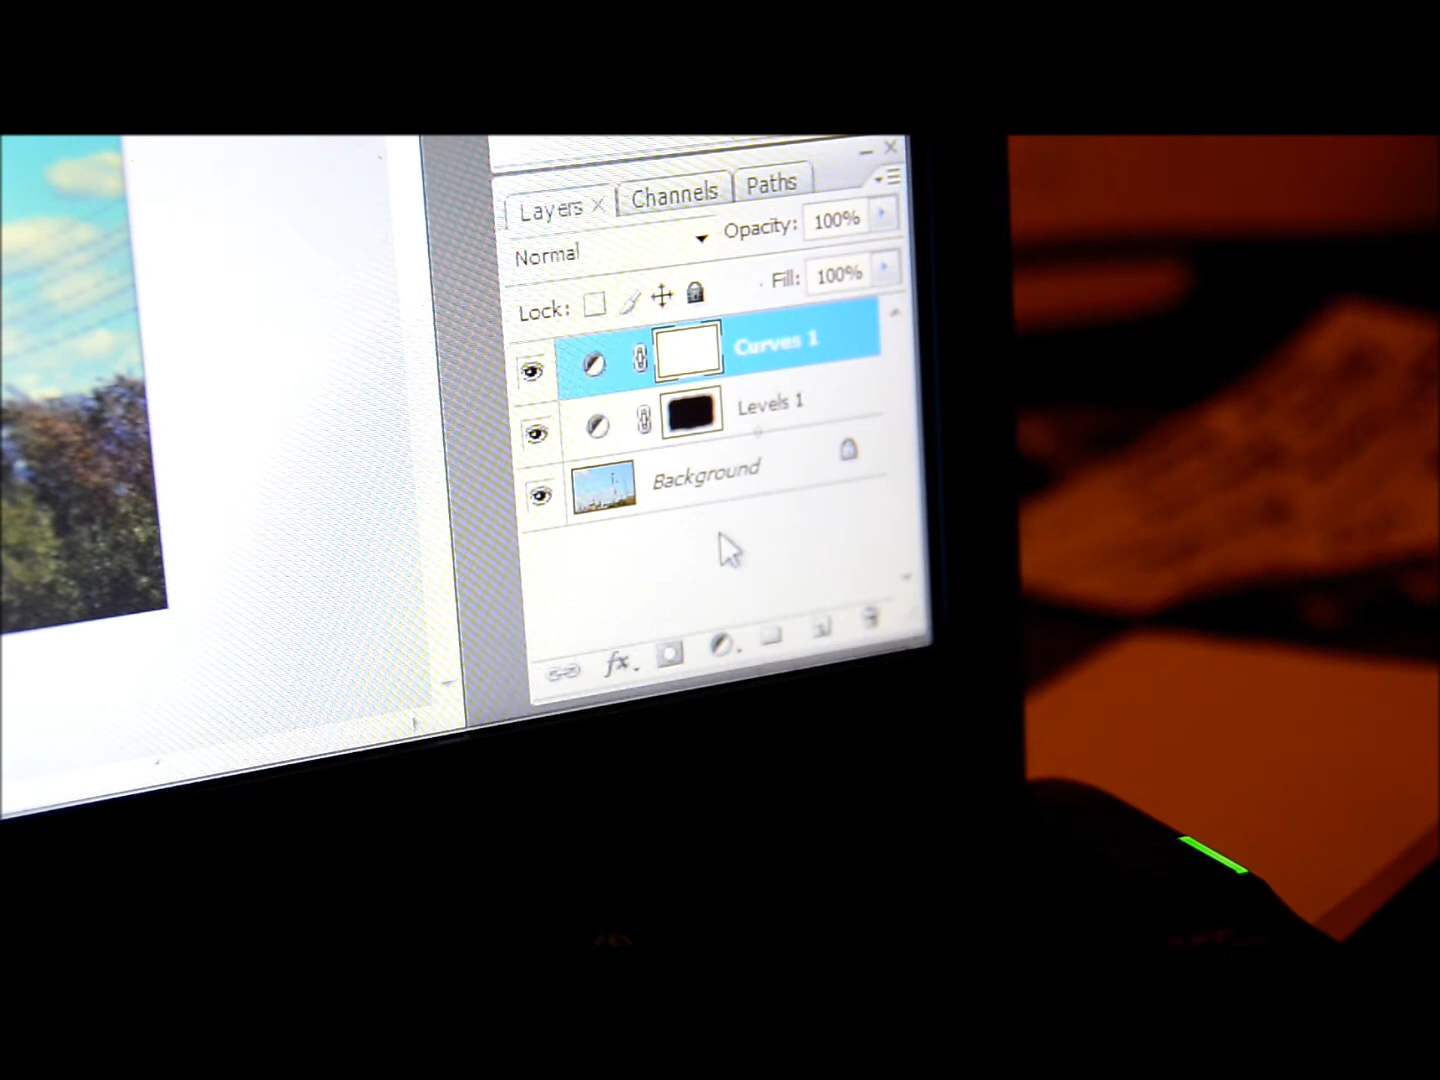 Layers Channels Paths
Normal Opacity: 100%
Lock: Fill: 100%
Curves 1
Levels 1
Background
fx